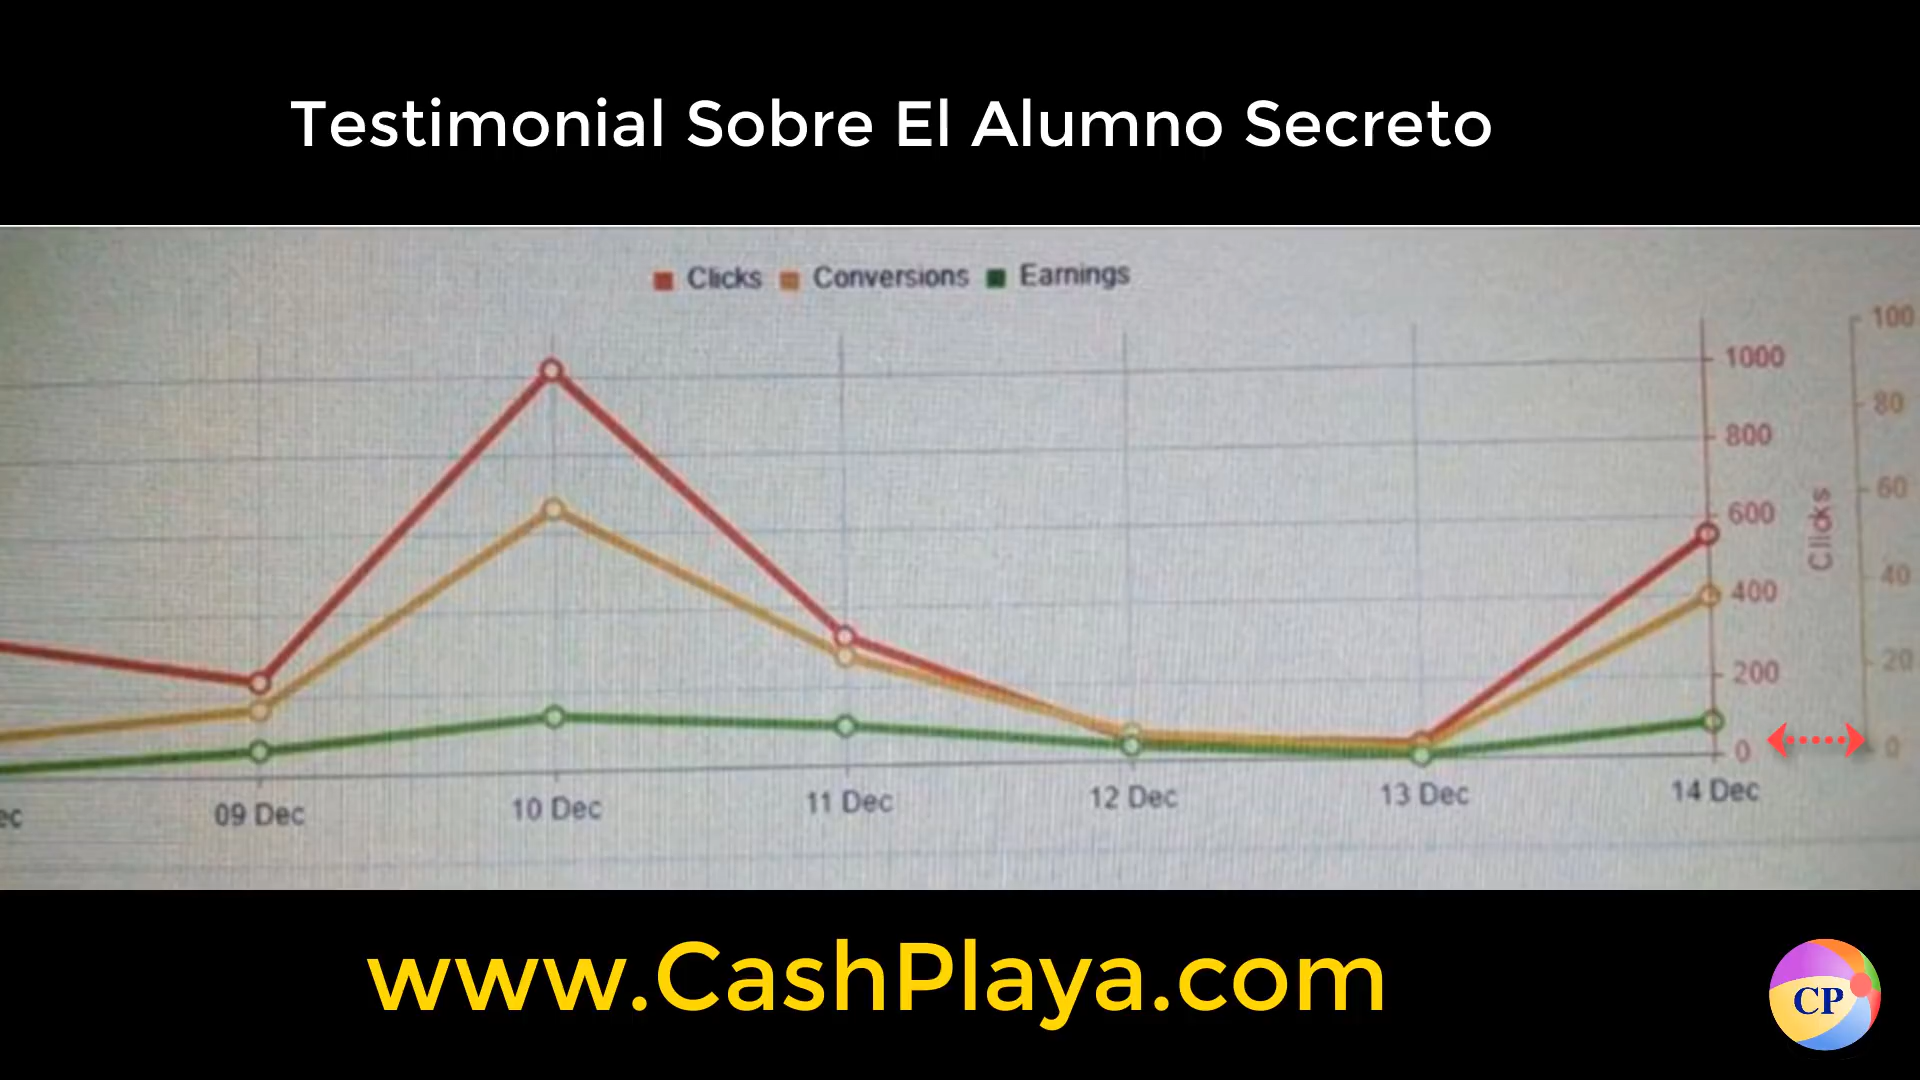 Testimonial Sobre El Alumno Secreto
Clicks Conversions Earnings
1000
800
600
400
200
0
Clicks
100
80
60
40
20
0
ec
09 Dec
10 Dec
11 Dec
12 Dec
13 Dec
14 Dec
www.CashPlaya.com
CP